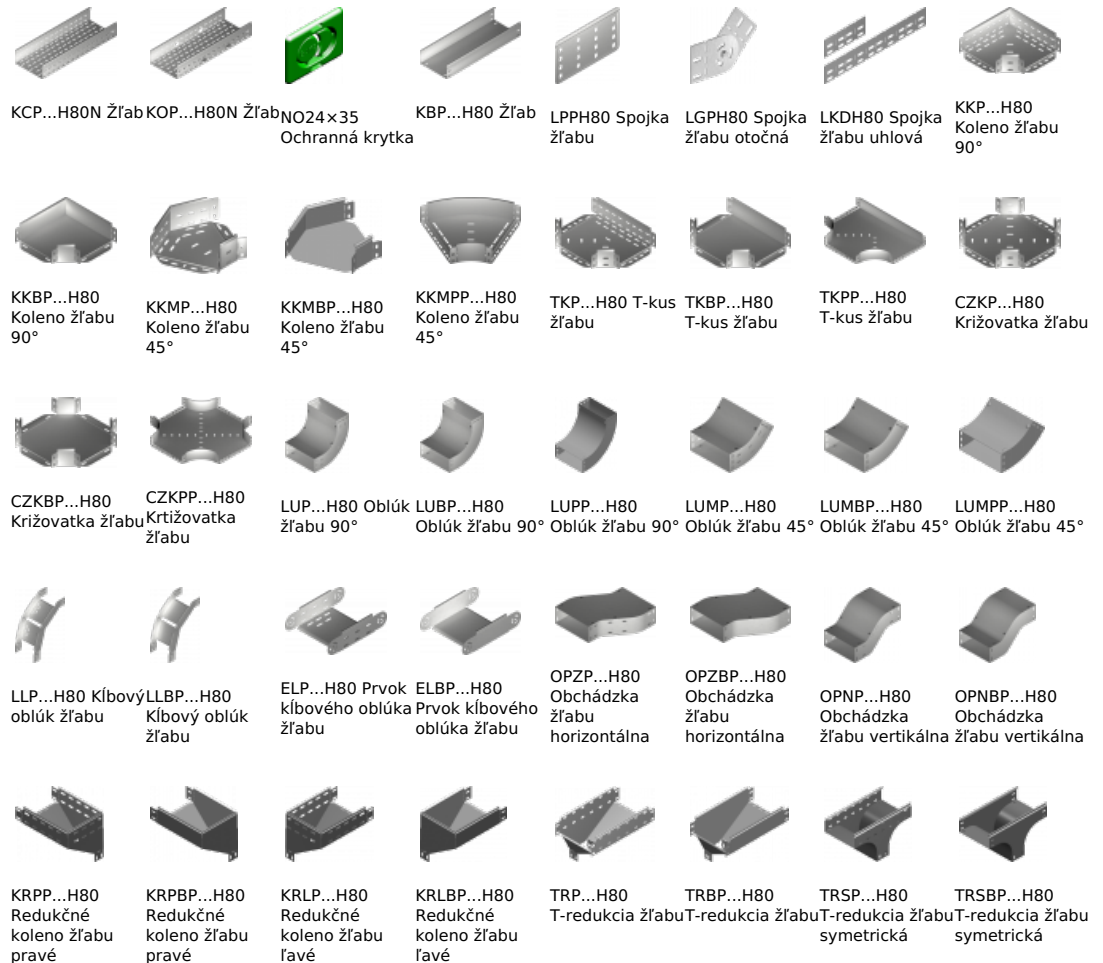 KCP...H80N Žľab
KOP...H80N Žľab
NO24×35
Ochranná krytka
KBP...H80 Žľab
LPPH80 Spojka
žľabu
LGPH80 Spojka
žľabu otočná
LKDH80 Spojka
žľabu uhlová
KKP...H80
Koleno žľabu
90°
KKBP...H80
Koleno žľabu
90°
KKMP...H80
Koleno žľabu
45°
KKMBP...H80
Koleno žľabu
45°
KKMPP...H80
Koleno žľabu
45°
TKP...H80 T-kus
žľabu
TKBP...H80
T-kus žľabu
TKPP...H80
T-kus žľabu
CZKP...H80
Križovatka žľabu
CZKBP...H80
Križovatka žľabu
CZKPP...H80
Krtižovatka
žľabu
LUP...H80 Oblúk
žľabu 90°
LUBP...H80
Oblúk žľabu 90°
LUPP...H80
Oblúk žľabu 90°
LUMP...H80
Oblúk žľabu 45°
LUMBP...H80
Oblúk žľabu 45°
LUMPP...H80
Oblúk žľabu 45°
LLP...H80 Kĺbový
oblúk žľabu
LLBP...H80
Kĺbový oblúk
žľabu
ELP...H80 Prvok
kĺbového oblúka
žľabu
ELBP...H80
Prvok kĺbového
oblúka žľabu
OPZP...H80
Obchádzka
žľabu
horizontálna
OPZBP...H80
Obchádzka
žľabu
horizontálna
OPNP...H80
Obchádzka
žľabu vertikálna
OPNBP...H80
Obchádzka
žľabu vertikálna
KRPP...H80
Redukčné
koleno žľabu
pravé
KRPBP...H80
Redukčné
koleno žľabu
pravé
KRLP...H80
Redukčné
koleno žľabu
ľavé
KRLBP...H80
Redukčné
koleno žľabu
ľavé
TRP...H80
T-redukcia žľabu
TRBP...H80
T-redukcia žľabu
TRSP...H80
T-redukcia žľabu
symetrická
TRSBP...H80
T-redukcia žľabu
symetrická